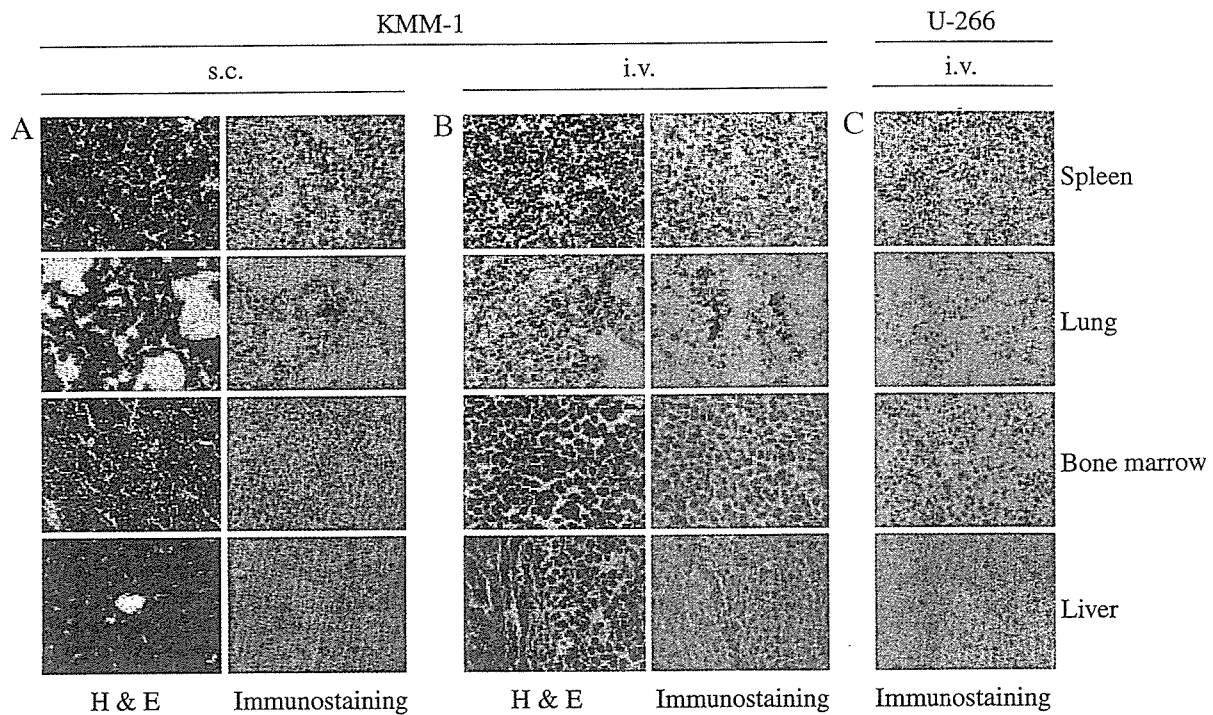 KMM-1 U-266
s.c. i.v. i.v.
A B C
Spleen
Lung
Bone marrow
Liver
H & E Immunostaining H & E Immunostaining Immunostaining